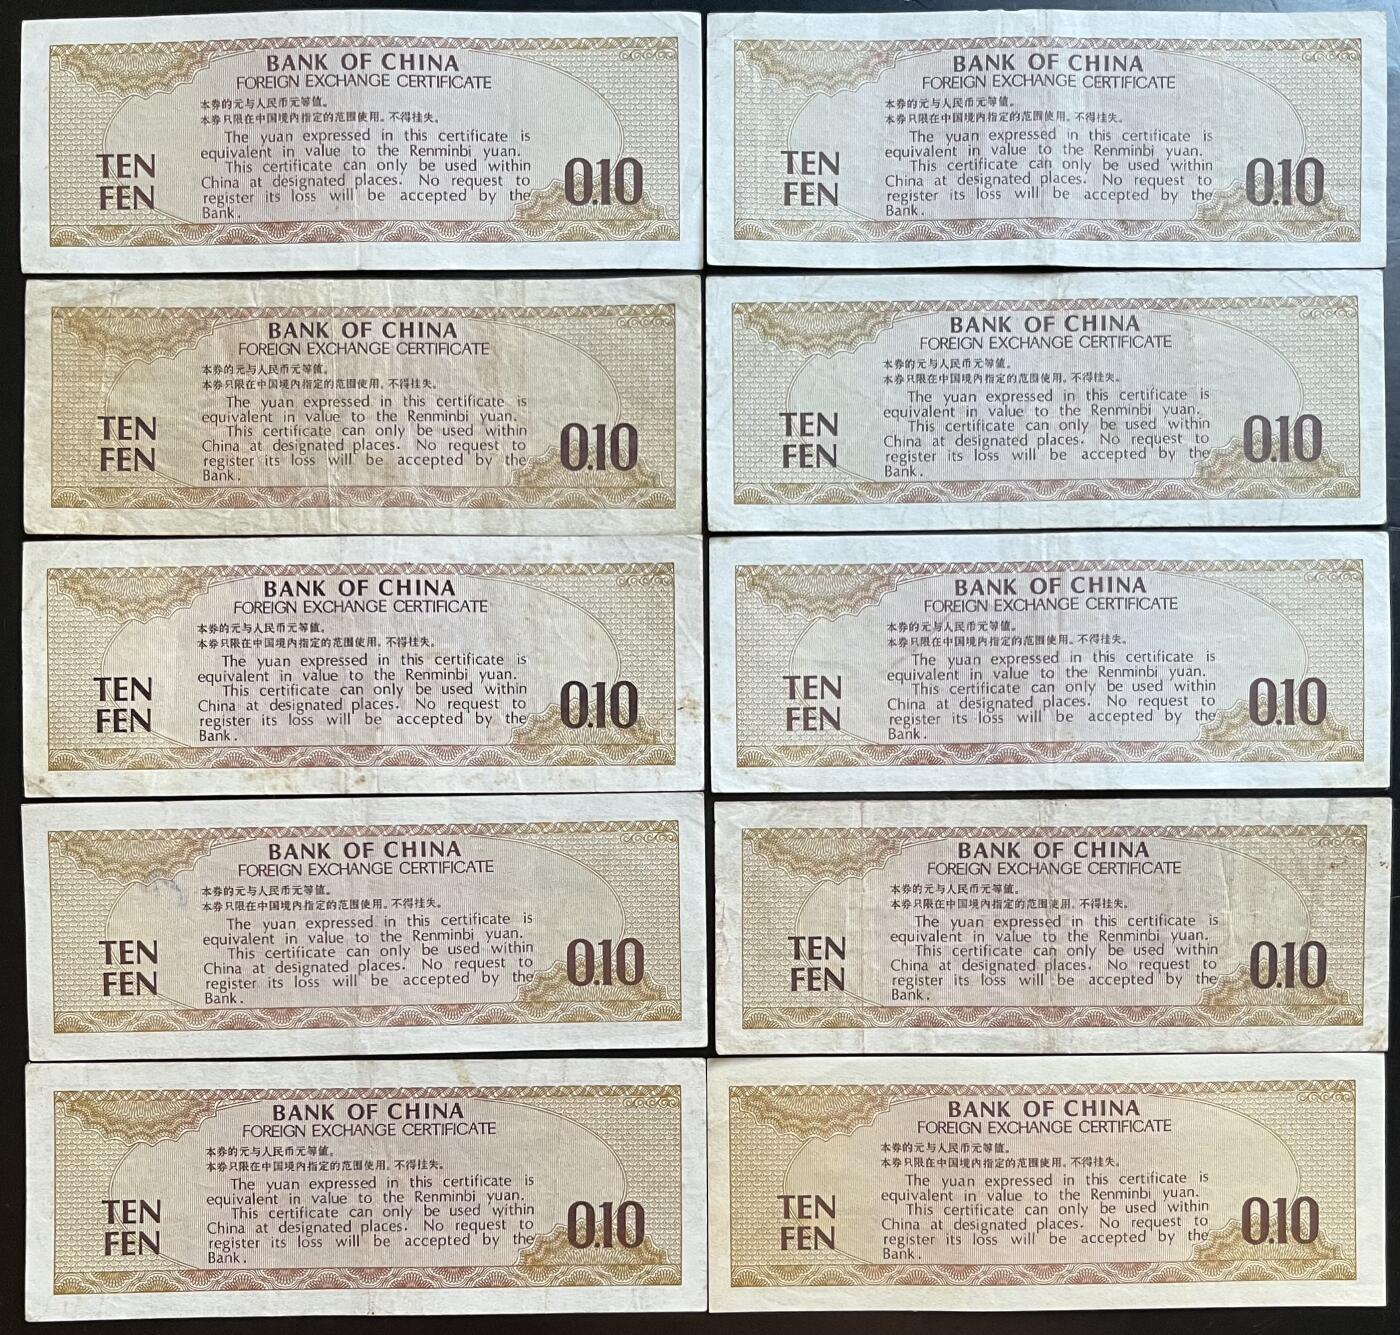 BANK OF CHINA
FOREIGN EXCHANGE CERTIFICATE
本券的元与人民币元等值。
本券只限在中国境内指定的范围使用。不得挂失。
The yuan expressed in this certificate is
equivalent in value to the Renminbi yuan.
This certificate can only be used within
China at designated places. No request to
register its loss will be accepted by the
Bank.
TEN
FEN
0.10
BANK OF CHINA
FOREIGN EXCHANGE CERTIFICATE
本券的元与人民币元等值。
本券只限在中国境内指定的范围使用。不得挂失。
The yuan expressed in this certificate is
equivalent in value to the Renminbi yuan.
This certificate can only be used within
China at designated places. No request to
register its loss will be accepted by the
Bank.
TEN
FEN
0.10
BANK OF CHINA
FOREIGN EXCHANGE CERTIFICATE
本券的元与人民币元等值。
本券只限在中国境内指定的范围使用。不得挂失。
The yuan expressed in this certificate is
equivalent in value to the Renminbi yuan.
This certificate can only be used within
China at designated places. No request to
register its loss will be accepted by the
Bank.
TEN
FEN
0.10
BANK OF CHINA
FOREIGN EXCHANGE CERTIFICATE
本券的元与人民币元等值。
本券只限在中国境内指定的范围使用。不得挂失。
The yuan expressed in this certificate is
equivalent in value to the Renminbi yuan.
This certificate can only be used within
China at designated places. No request to
register its loss will be accepted by the
Bank.
TEN
FEN
0.10
BANK OF CHINA
FOREIGN EXCHANGE CERTIFICATE
本券的元与人民币元等值。
本券只限在中国境内指定的范围使用。不得挂失。
The yuan expressed in this certificate is
equivalent in value to the Renminbi yuan.
This certificate can only be used within
China at designated places. No request to
register its loss will be accepted by the
Bank.
TEN
FEN
0.10
BANK OF CHINA
FOREIGN EXCHANGE CERTIFICATE
本券的元与人民币元等值。
本券只限在中国境内指定的范围使用。不得挂失。
The yuan expressed in this certificate is
equivalent in value to the Renminbi yuan.
This certificate can only be used within
China at designated places. No request to
register its loss will be accepted by the
Bank.
TEN
FEN
0.10
BANK OF CHINA
FOREIGN EXCHANGE CERTIFICATE
本券的元与人民币元等值。
本券只限在中国境内指定的范围使用。不得挂失。
The yuan expressed in this certificate is
equivalent in value to the Renminbi yuan.
This certificate can only be used within
China at designated places. No request to
register its loss will be accepted by the
Bank.
TEN
FEN
0.10
BANK OF CHINA
FOREIGN EXCHANGE CERTIFICATE
本券的元与人民币元等值。
本券只限在中国境内指定的范围使用。不得挂失。
The yuan expressed in this certificate is
equivalent in value to the Renminbi yuan.
This certificate can only be used within
China at designated places. No request to
register its loss will be accepted by the
Bank.
TEN
FEN
0.10
BANK OF CHINA
FOREIGN EXCHANGE CERTIFICATE
本券的元与人民币元等值。
本券只限在中国境内指定的范围使用。不得挂失。
The yuan expressed in this certificate is
equivalent in value to the Renminbi yuan.
This certificate can only be used within
China at designated places. No request to
register its loss will be accepted by the
Bank.
TEN
FEN
0.10
BANK OF CHINA
FOREIGN EXCHANGE CERTIFICATE
本券的元与人民币元等值。
本券只限在中国境内指定的范围使用。不得挂失。
The yuan expressed in this certificate is
equivalent in value to the Renminbi yuan.
This certificate can only be used within
China at designated places. No request to
register its loss will be accepted by the
Bank.
TEN
FEN
0.10